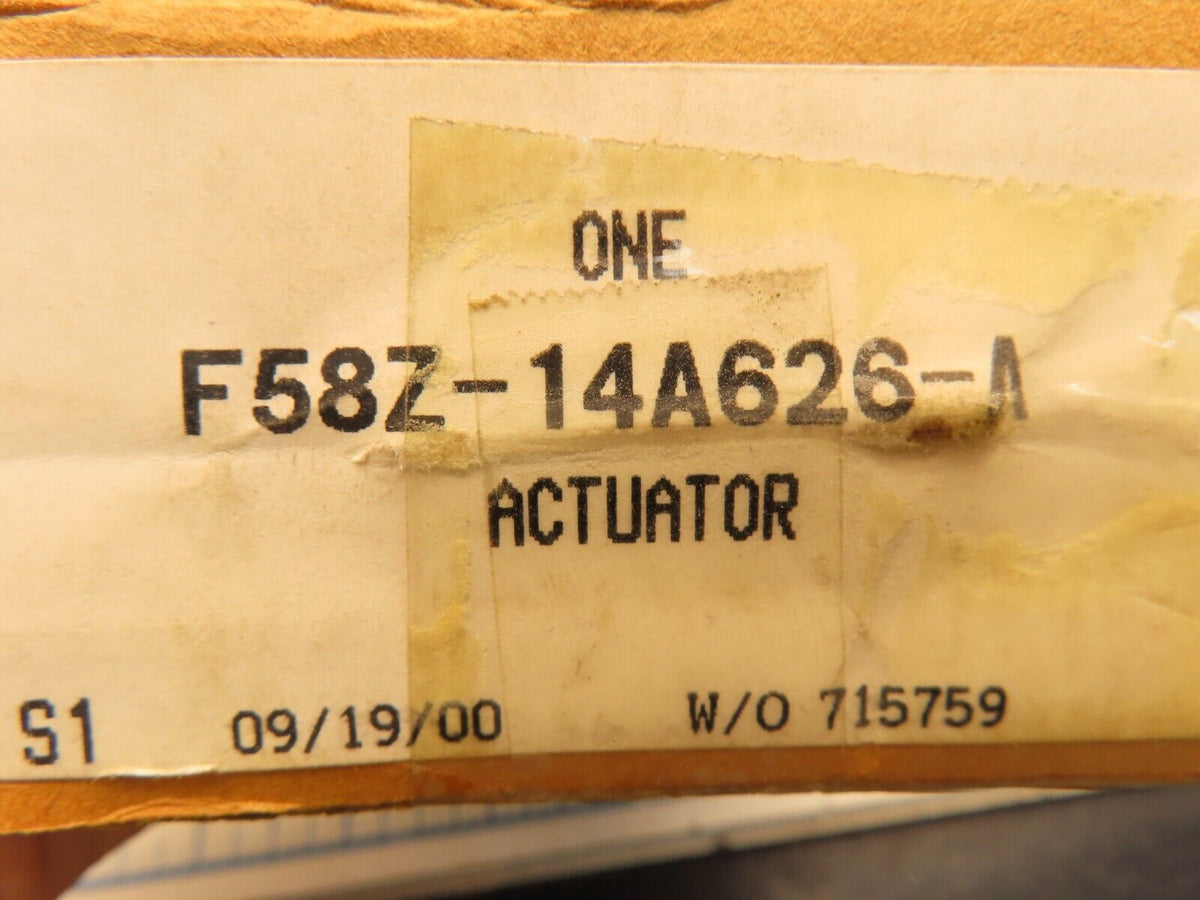 ONE
F58Z-14A626-A
ACTUATOR
S1 09/19/00 W/O 715759